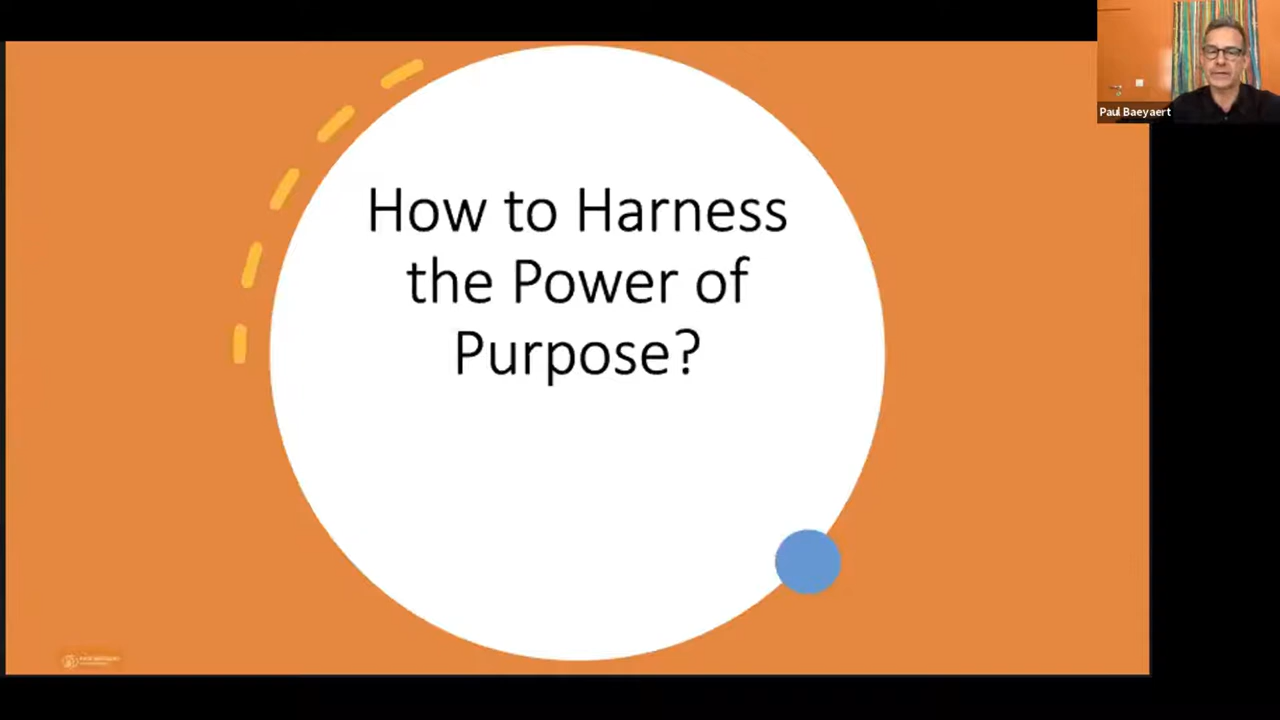 How to Harness
the Power of
Purpose?
Paul Baeyaert